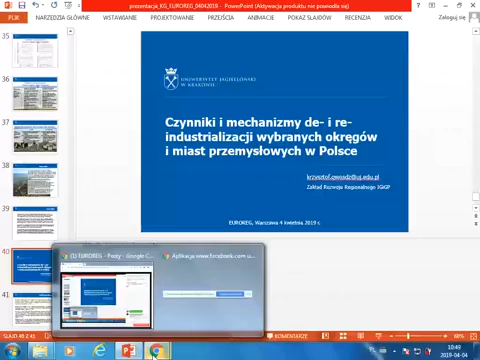 prezentacja_KG_EUROREG_04042019 - PowerPoint (Aktywacja produktu nie powiodła się)
PLIK NARZĘDZIA GŁÓWNE WSTAWIANIE PROJEKTOWANIE PRZEJŚCIA ANIMACJE POKAZ SLAJDÓW RECENZJA WIDOK Zaloguj się
35
36
37
38
39
40
41
UNIWERSYTET JAGIELLOŃSKI
W KRAKOWIE
Czynniki i mechanizmy de- i re-
industrializacji wybranych okręgów
i miast przemysłowych w Polsce
krzysztof.gwosdz@uj.edu.pl
Zakład Rozwoju Regionalnego IGiGP
EUROREG, Warszawa 4 kwietnia 2019 r.
(1) EUROREG - Posty - Google C...
Aplikacja www.facebook.com u...
SLAJD 40 Z 41
KOMENTARZE
68%
10:49
2019-04-04